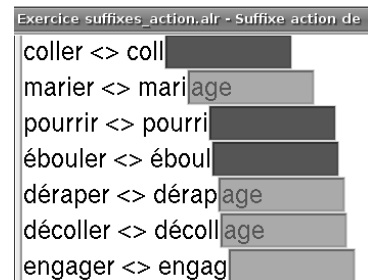 Exercice suffixes_action.alr - Suffixe action de
coller <> coll
marier <> mariage
pourrir <> pourri
ébouler <> éboul
déraper <> dérapage
décoller <> décollage
engager <> engag